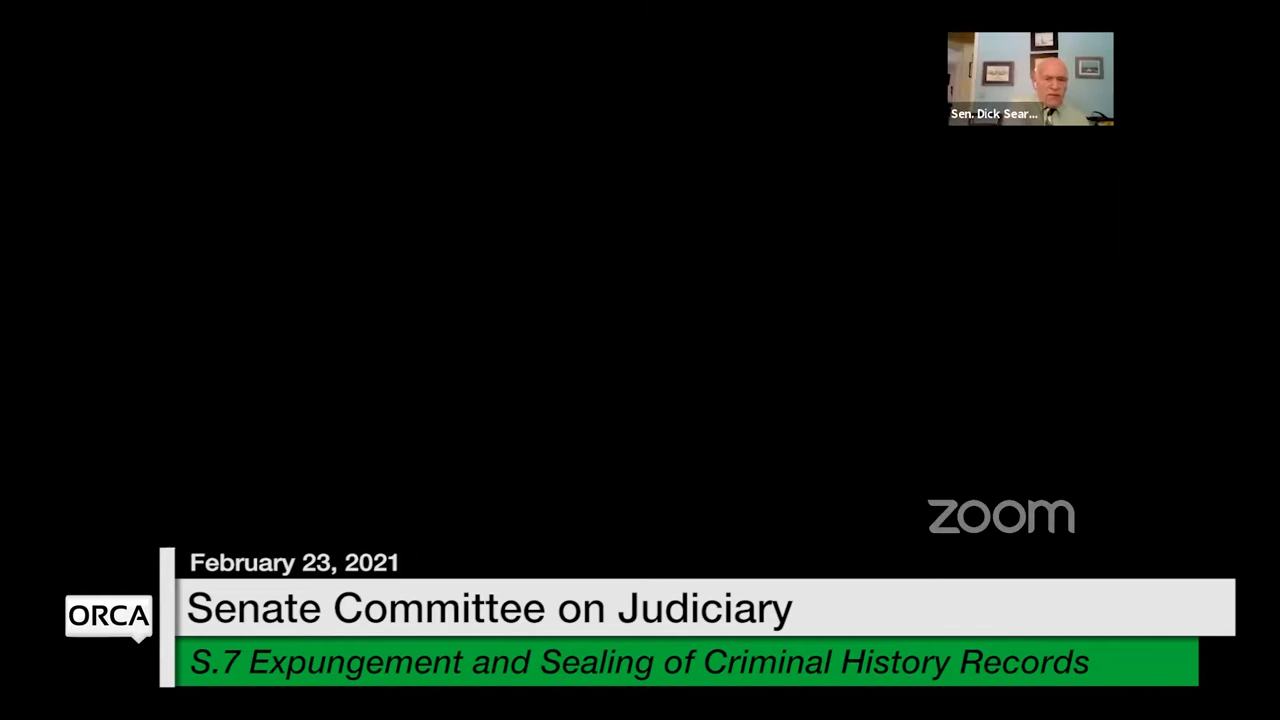 Sen. Dick Sear...
zoom
February 23, 2021
Senate Committee on Judiciary
ORCA
S.7 Expungement and Sealing of Criminal History Records